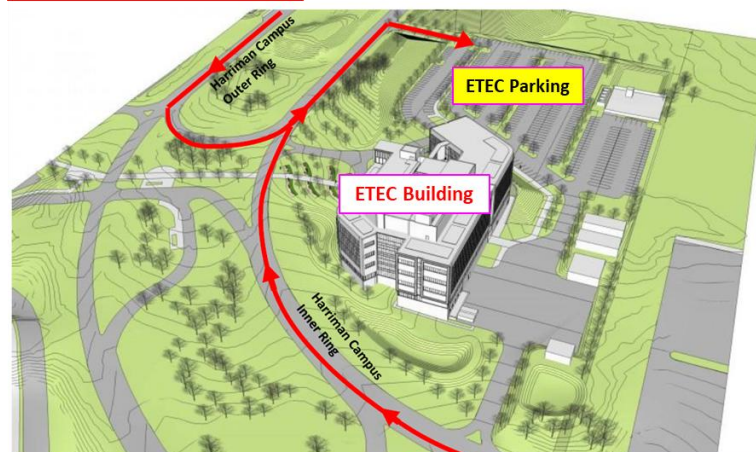 Harriman Campus
Outer Ring
ETEC Parking
ETEC Building
Harriman Campus
Inner Ring